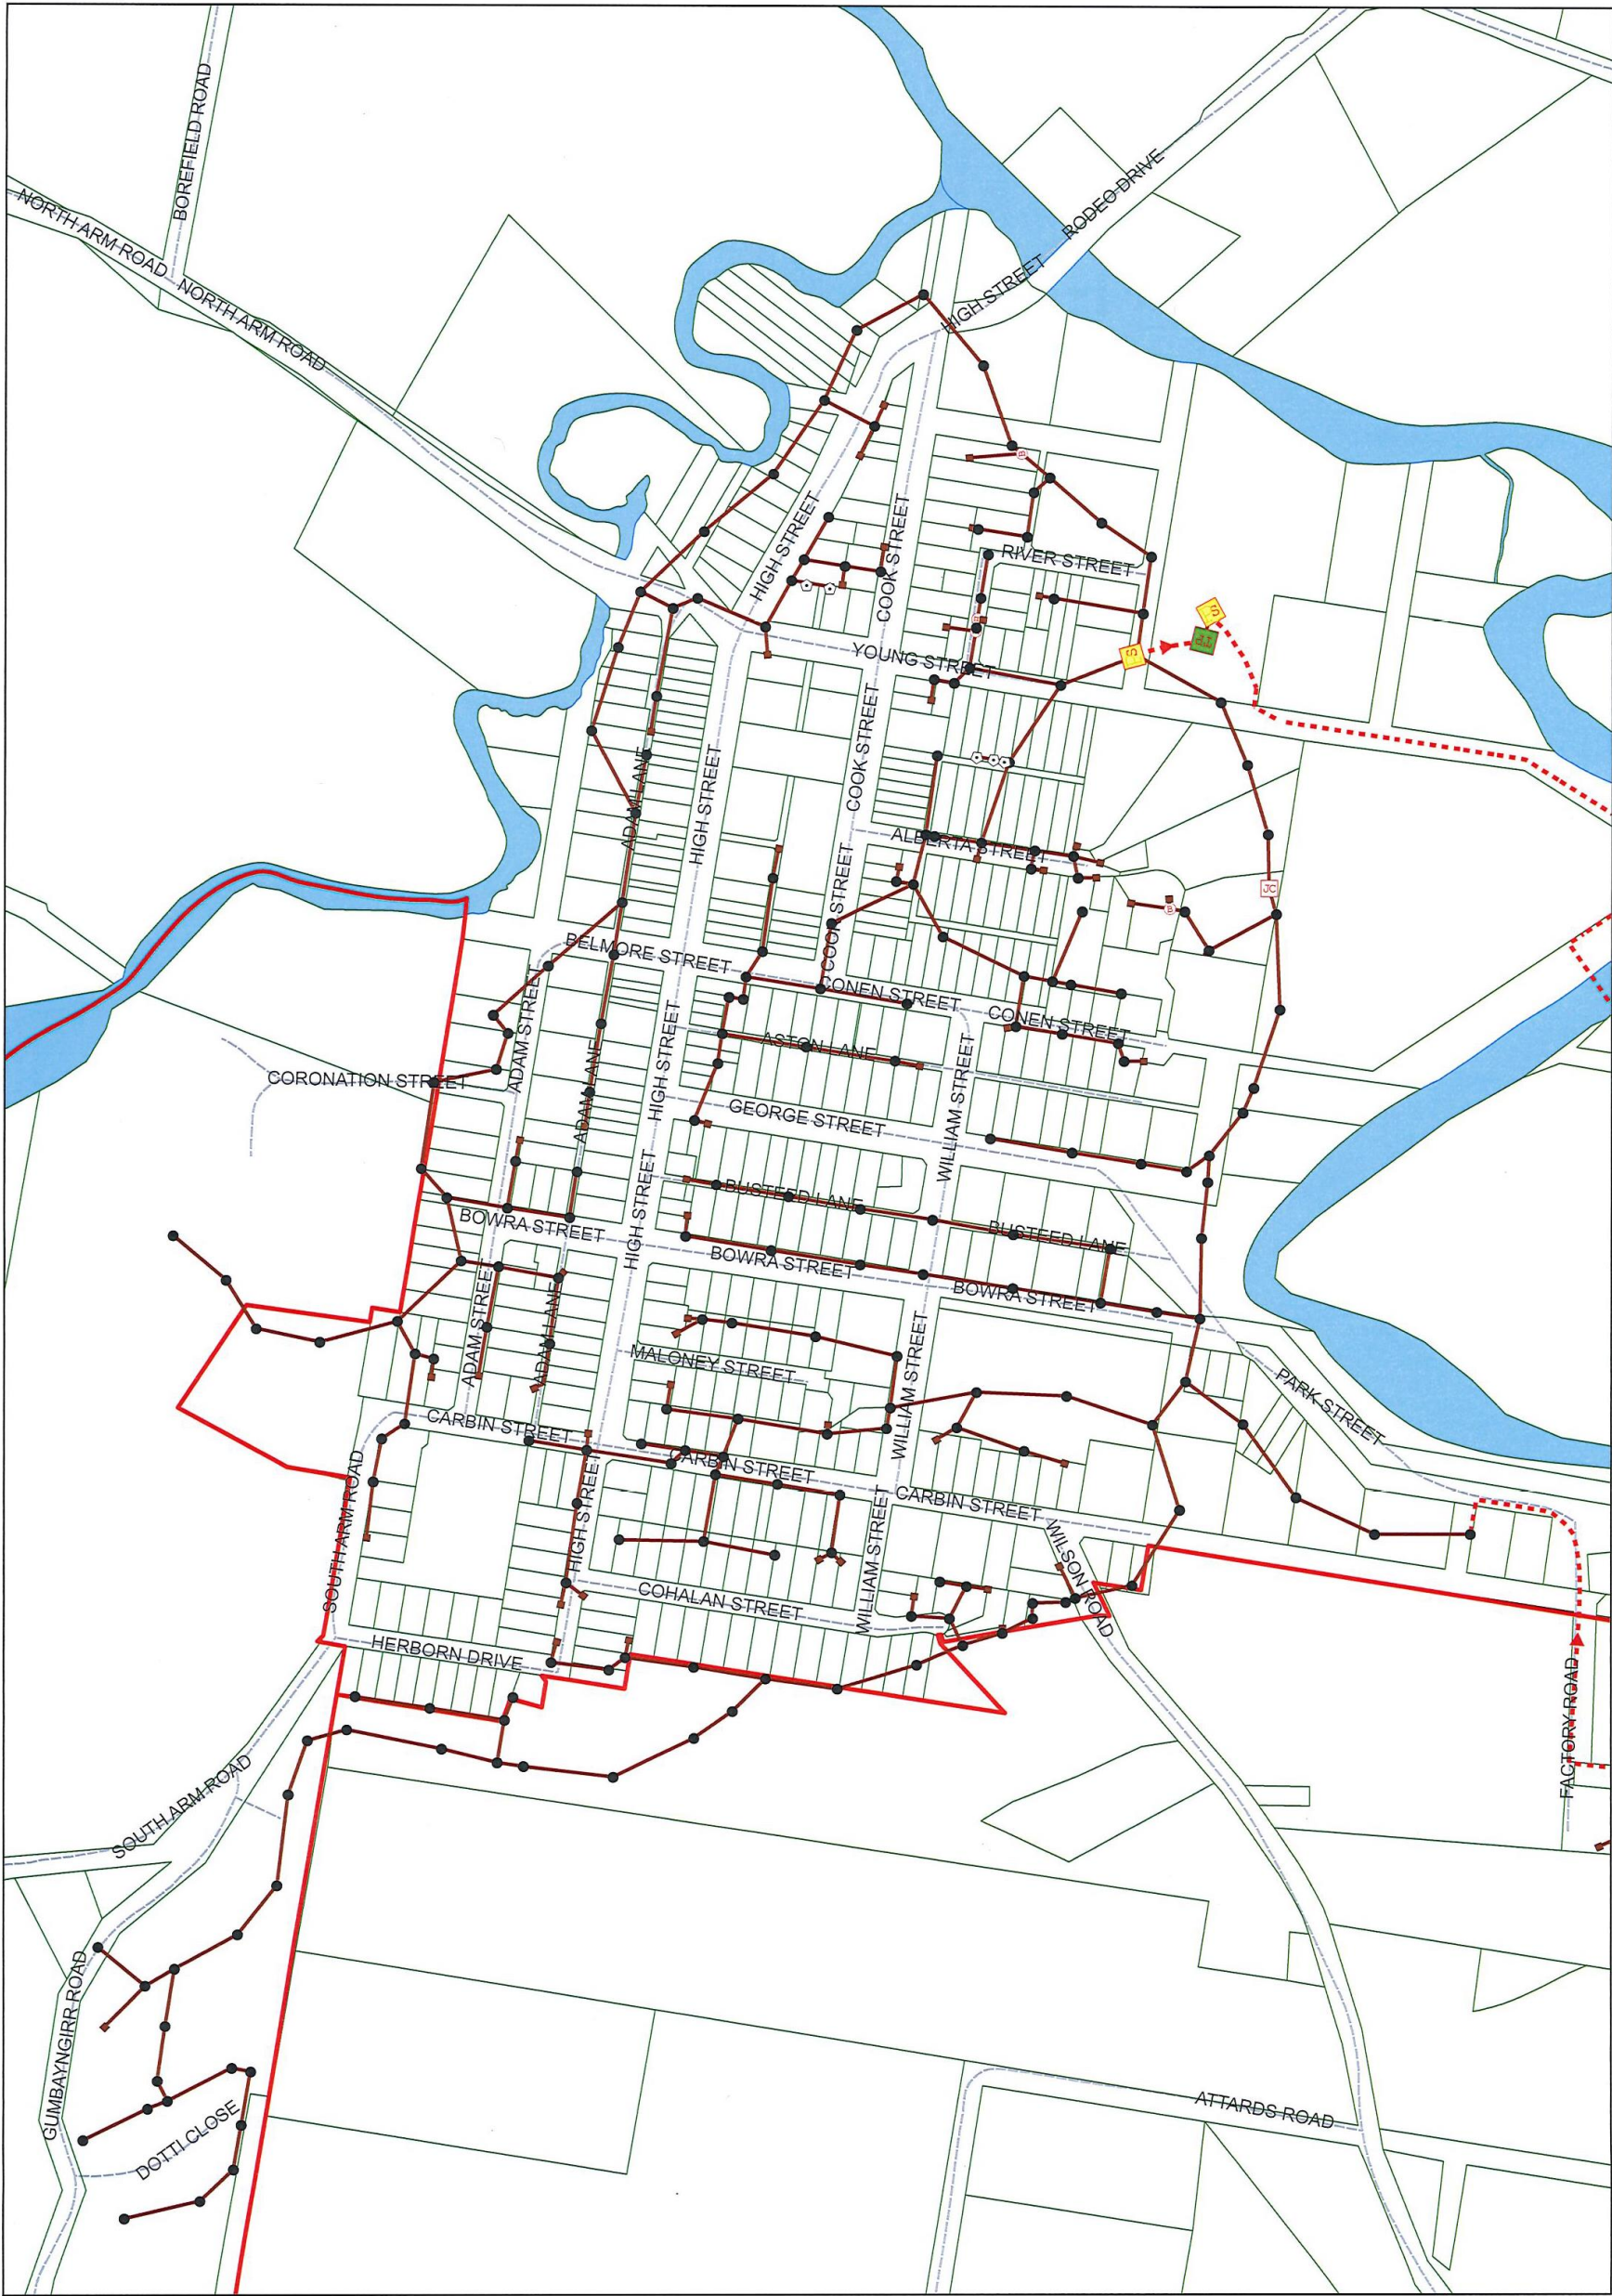 BOREFIELD ROAD
NORTH ARM ROAD
NORTH ARM ROAD
RODEO DRIVE
HIGH STREET
HIGH STREET
COOK STREET
B
RIVER STREET
B
YOUNG STREET
COOK STREET
ADAM LANE
HIGH STREET
ALBERTA STREET
COOK STREET
JC
B
BELMORE STREET
CONEN STREET
CONEN STREET
ADAM STREET
HIGH STREET
ASTON LANE
WILLIAM STREET
CORONATION STREET
ADAM LANE
GEORGE STREET
HIGH STREET
BUSTEED LANE
BUSTEED LANE
BOWRA STREET
BOWRA STREET
BOWRA STREET
ADAM STREET
ADAM LANE
MALONEY STREET
WILLIAM STREET
PARK STREET
CARBIN STREET
CARBIN STREET
CARBIN STREET
SOUTH ARM ROAD
HIGH STREET
WILLIAM STREET
WILSON ROAD
COHALAN STREET
HERBORN DRIVE
FACTORY ROAD
SOUTH ARM ROAD
GUMBAYNGIRR ROAD
DOTTI CLOSE
ATTARDS ROAD